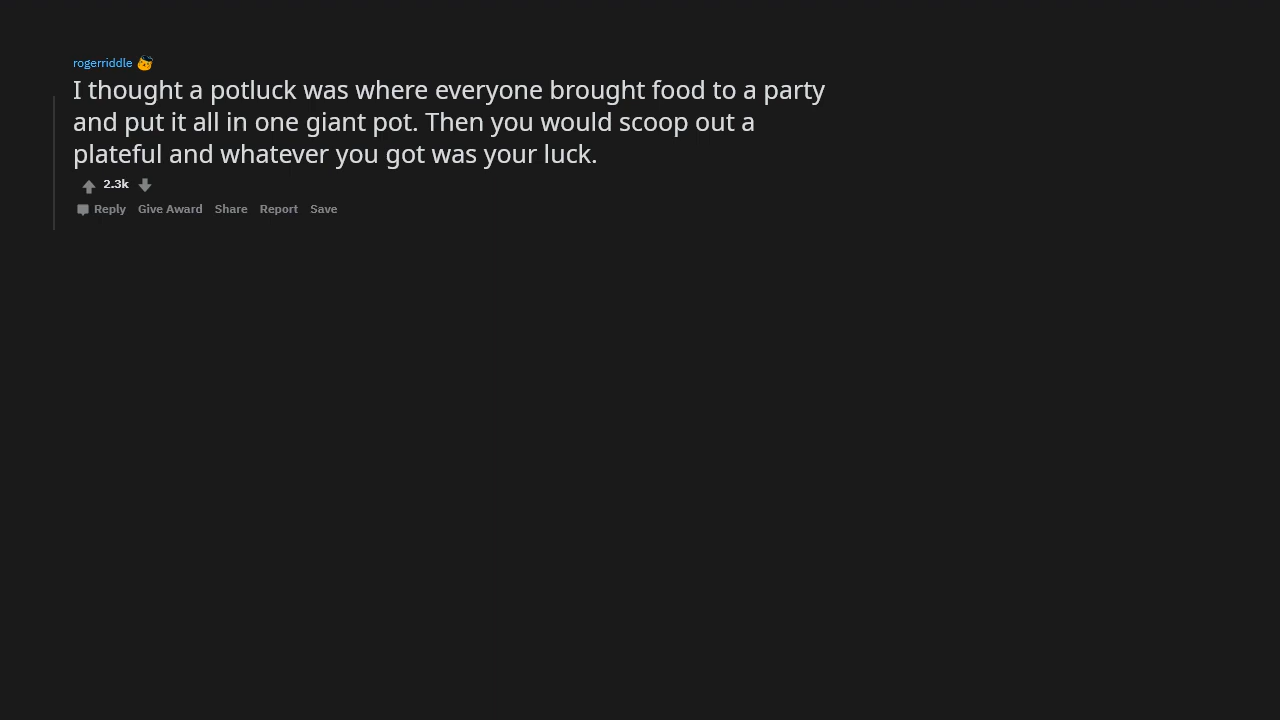 rogerriddle
I thought a potluck was where everyone brought food to a party
and put it all in one giant pot. Then you would scoop out a
plateful and whatever you got was your luck.
2.3k
Reply Give Award Share Report Save